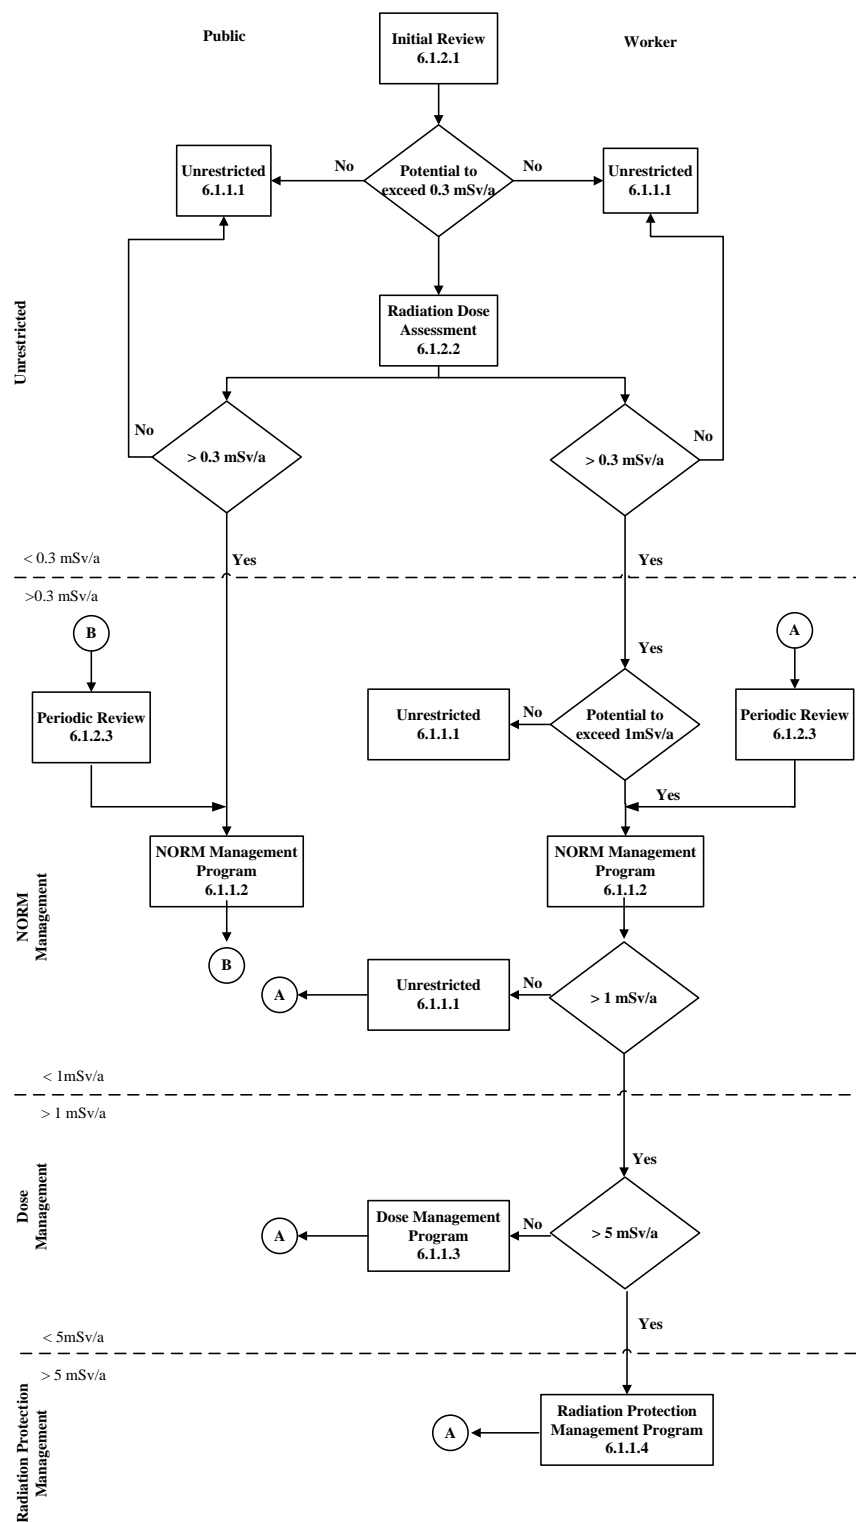 Public
Initial Review
6.1.2.1
Worker
Unrestricted
6.1.1.1
No
Potential to
exceed 0.3 mSv/a
No
Unrestricted
6.1.1.1
Unrestricted
Radiation Dose
Assessment
6.1.2.2
No
> 0.3 mSv/a
> 0.3 mSv/a
No
< 0.3 mSv/a
Yes
Yes
>0.3 mSv/a
B
A
Yes
Periodic Review
6.1.2.3
Unrestricted
6.1.1.1
No
Potential to
exceed 1mSv/a
Periodic Review
6.1.2.3
Yes
NORM Management
Program
6.1.1.2
NORM Management
Program
6.1.1.2
NORM
Management
B
A
Unrestricted
6.1.1.1
No
> 1 mSv/a
< 1mSv/a
> 1 mSv/a
Yes
Dose
Management
A
Dose Management
Program
6.1.1.3
No
> 5 mSv/a
Yes
< 5mSv/a
> 5 mSv/a
Radiation Protection
Management
A
Radiation Protection
Management Program
6.1.1.4